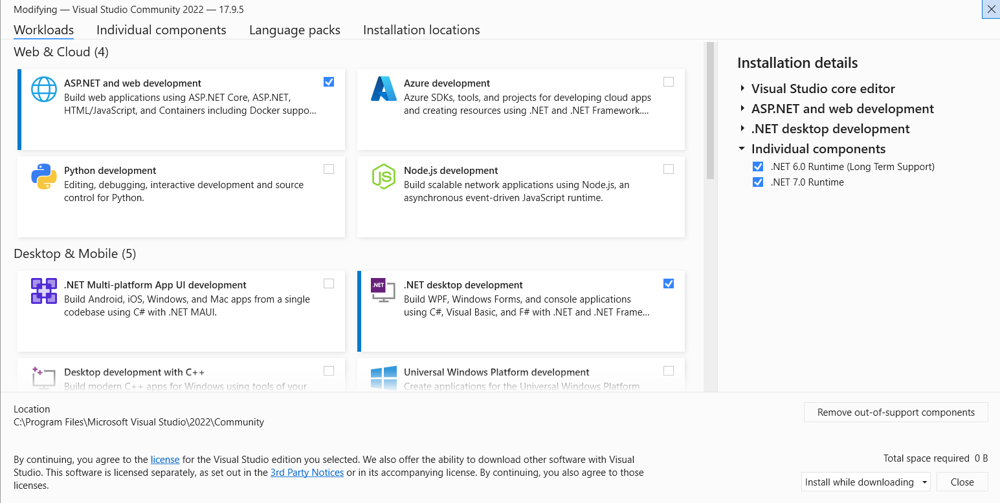 Modifying — Visual Studio Community 2022 — 17.9.5
Workloads Individual components Language packs Installation locations
Web & Cloud (4)
ASP.NET and web development
Build web applications using ASP.NET Core, ASP.NET,
HTML/JavaScript, and Containers including Docker suppo...
Azure development
Azure SDKs, tools, and projects for developing cloud apps
and creating resources using .NET and .NET Framework....
Python development
Editing, debugging, interactive development and source
control for Python.
JS
Node.js development
Build scalable network applications using Node.js, an
asynchronous event-driven JavaScript runtime.
Desktop & Mobile (5)
.NET Multi-platform App UI development
Build Android, iOS, Windows, and Mac apps from a single
codebase using C# with .NET MAUI.
.NET
.NET desktop development
Build WPF, Windows Forms, and console applications
using C#, Visual Basic, and F# with .NET and .NET Frame...
Desktop development with C++
Build modern C++ apps for Windows using tools of your
Universal Windows Platform development
Create applications for the Universal Windows Platform
Installation details
Visual Studio core editor
ASP.NET and web development
.NET desktop development
Individual components
.NET 6.0 Runtime (Long Term Support)
.NET 7.0 Runtime
Location
C:\Program Files\Microsoft Visual Studio\2022\Community
Remove out-of-support components
By continuing, you agree to the license for the Visual Studio edition you selected. We also offer the ability to download other software with Visual
Studio. This software is licensed separately, as set out in the 3rd Party Notices or in its accompanying license. By continuing, you also agree to those
licenses.
Total space required 0 B
Install while downloading
Close